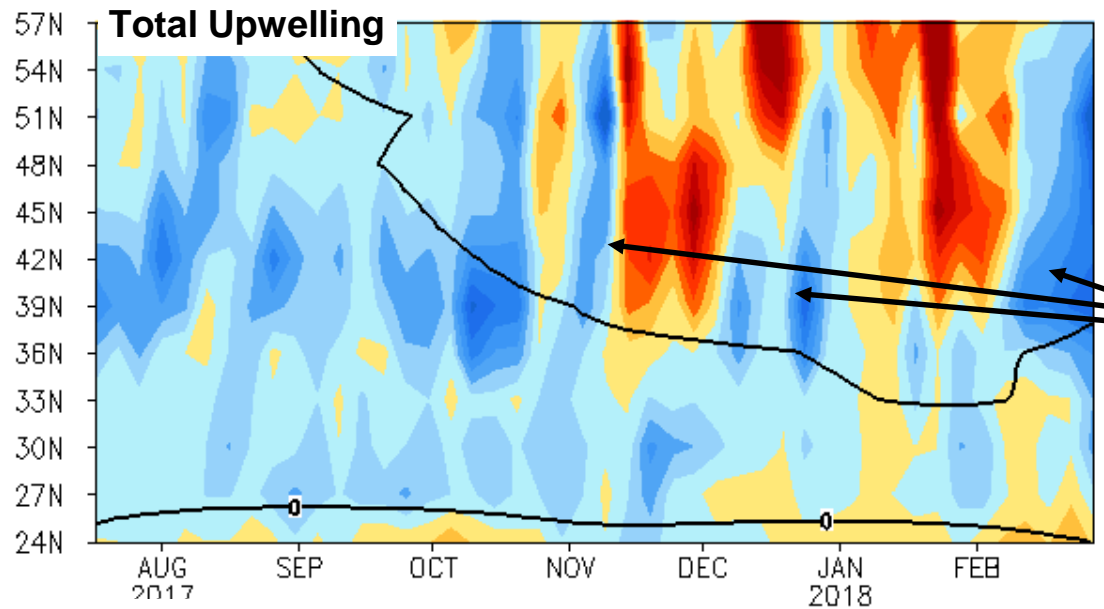 Total Upwelling
57N
54N
51N
48N
45N
42N
39N
36N
33N
30N
27N
24N
0
0
AUG
SEP
OCT
NOV
DEC
JAN
FEB
2017
2018